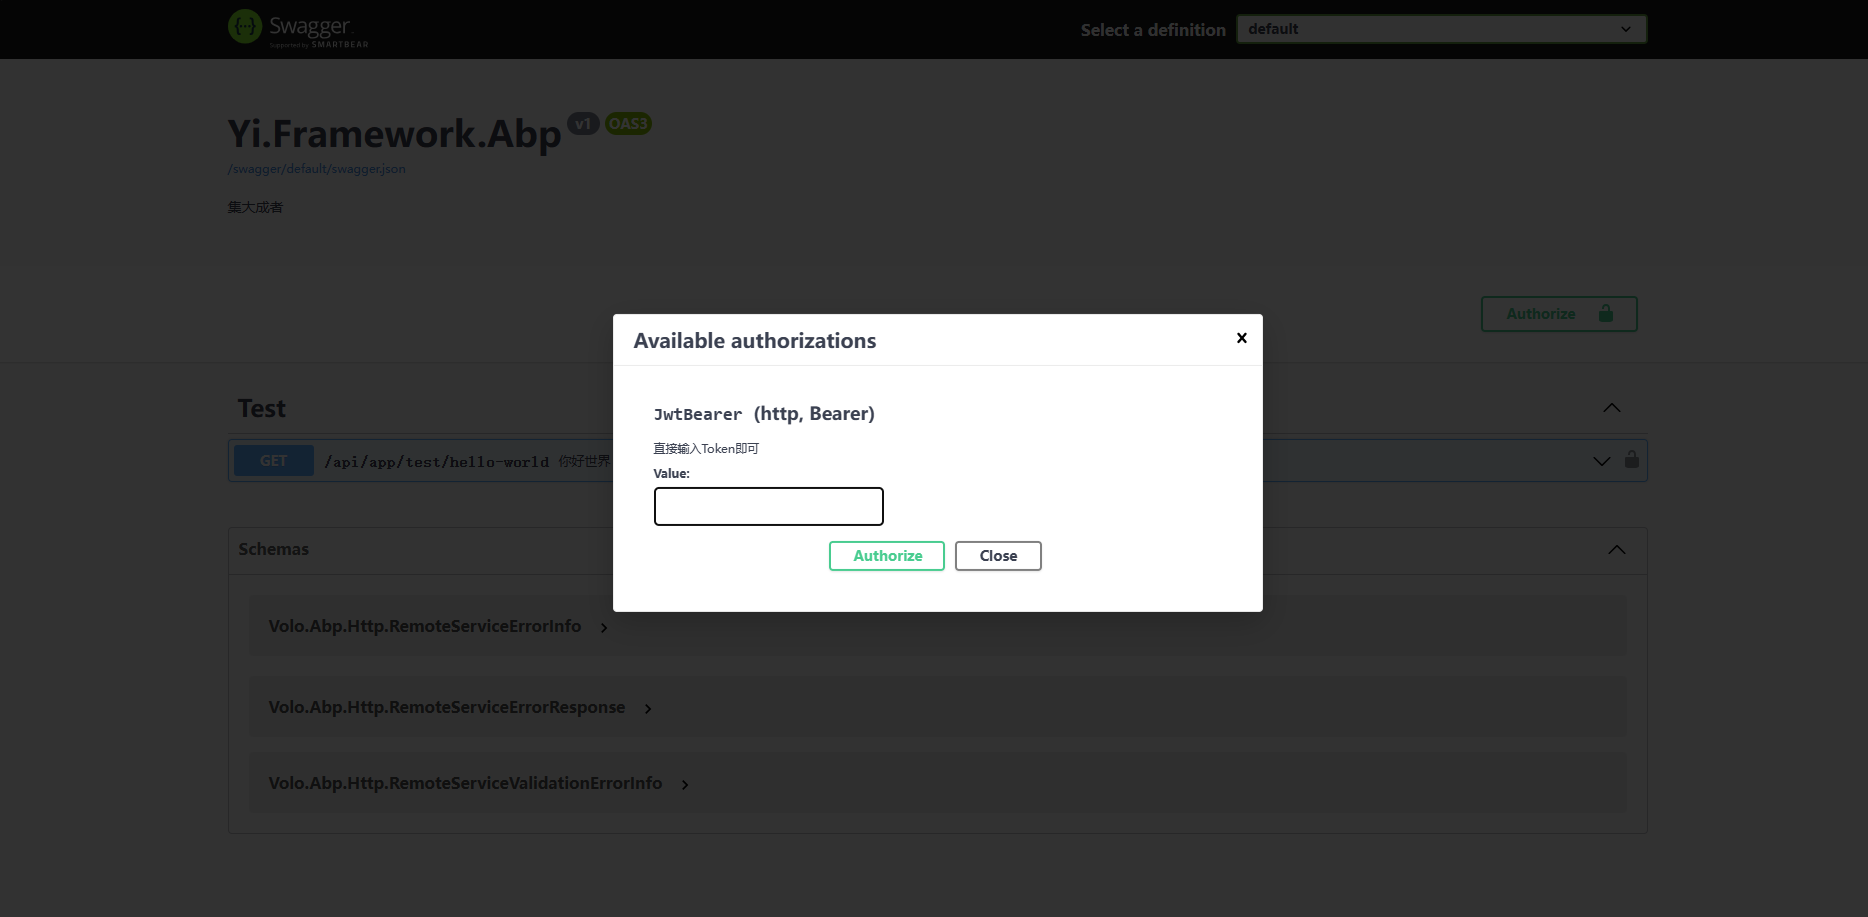 Swagger.
Supported by SMARTBEAR
Select a definition
default
Yi.Framework.Abp v1 OAS3
/swagger/default/swagger.json
集大成者
Authorize
Available authorizations
JwtBearer (http, Bearer)
直接输入Token即可
Value:
Authorize Close
Test
GET /api/app/test/hello-world 你好世界
Schemas
Volo.Abp.Http.RemoteServiceErrorInfo
Volo.Abp.Http.RemoteServiceErrorResponse
Volo.Abp.Http.RemoteServiceValidationErrorInfo